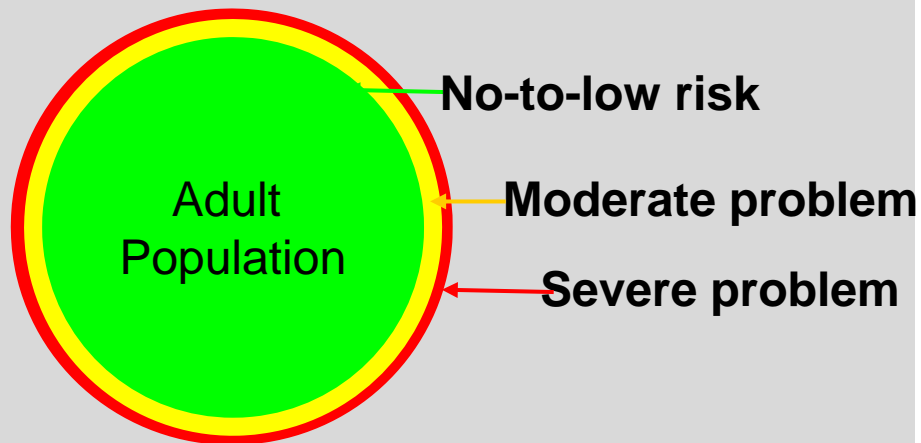 No-to-low risk
Adult
Population
Moderate problem
Severe problem